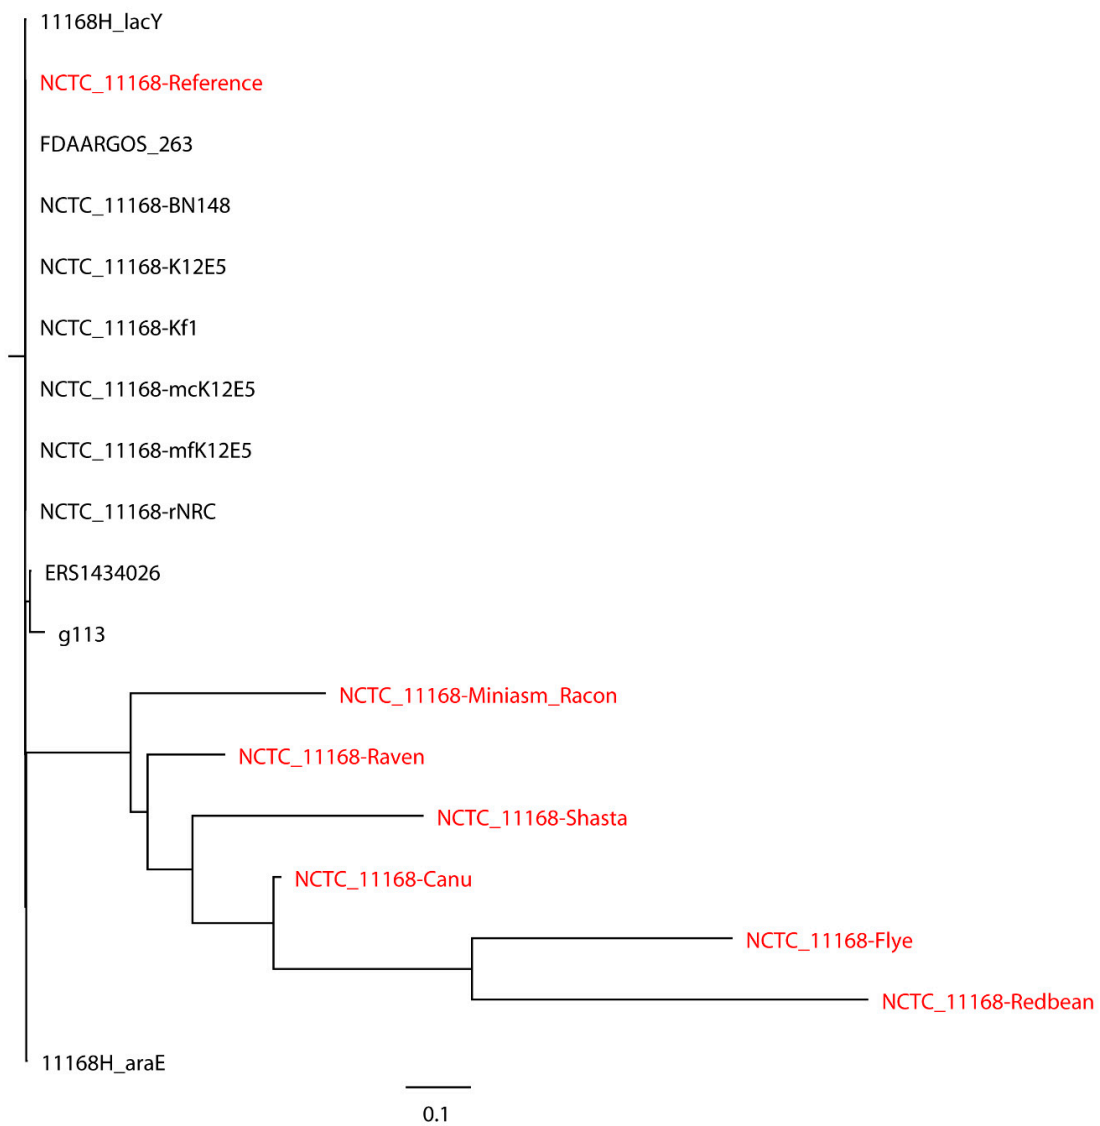 11168H_lacY
NCTC_11168-Reference
FDAARGOS_263
NCTC_11168-BN148
NCTC_11168-K12E5
NCTC_11168-Kf1
NCTC_11168-mcK12E5
NCTC_11168-mfK12E5
NCTC_11168-rNRC
ERS1434026
g113
NCTC_11168-Miniasm_Racon
NCTC_11168-Raven
NCTC_11168-Shasta
NCTC_11168-Canu
NCTC_11168-Flye
NCTC_11168-Redbean
11168H_araE
0.1